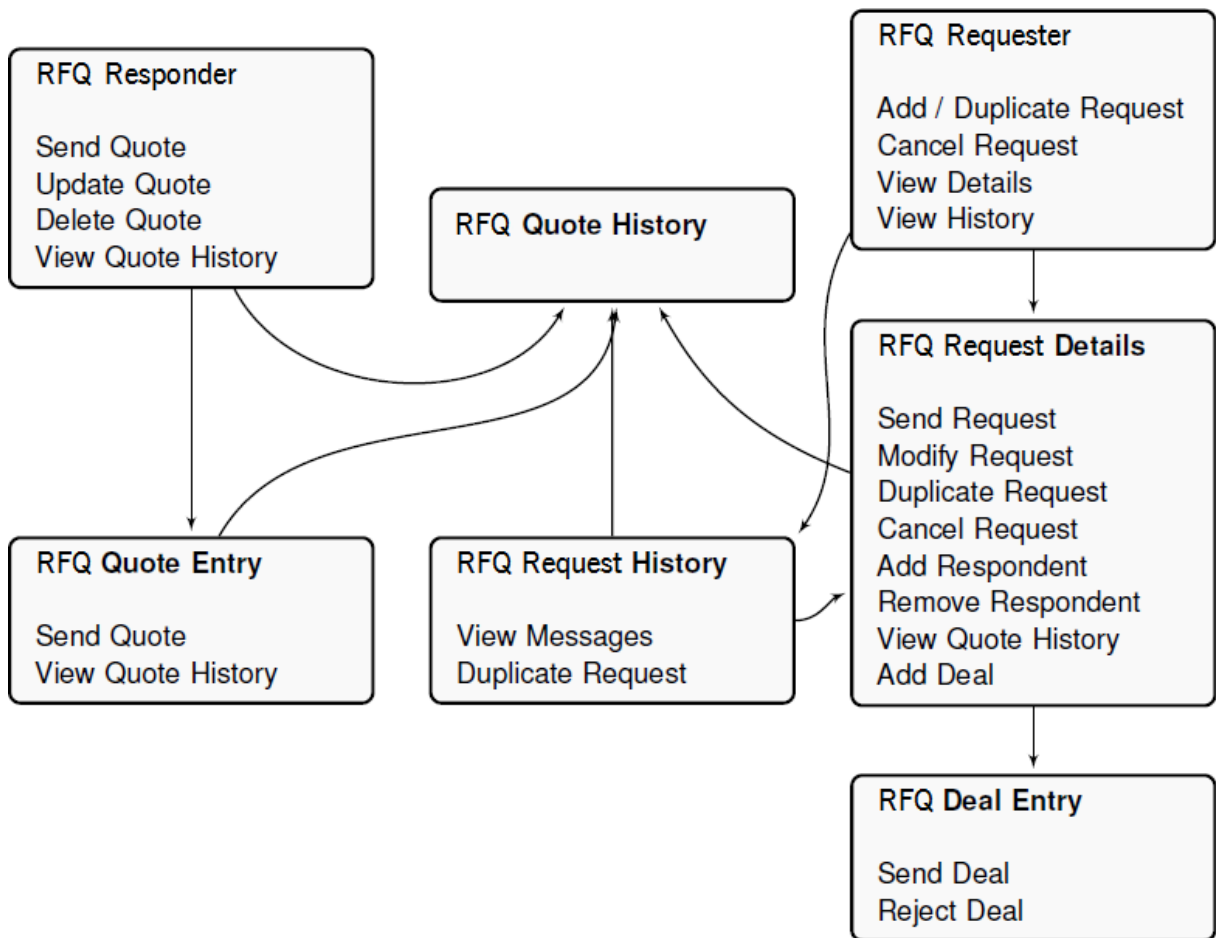 RFQ Responder
Send Quote
Update Quote
Delete Quote
View Quote History
RFQ Quote History
RFQ Requester
Add / Duplicate Request
Cancel Request
View Details
View History
RFQ Request Details
Send Request
Modify Request
Duplicate Request
Cancel Request
Add Respondent
Remove Respondent
View Quote History
Add Deal
RFQ Quote Entry
Send Quote
View Quote History
RFQ Request History
View Messages
Duplicate Request
RFQ Deal Entry
Send Deal
Reject Deal